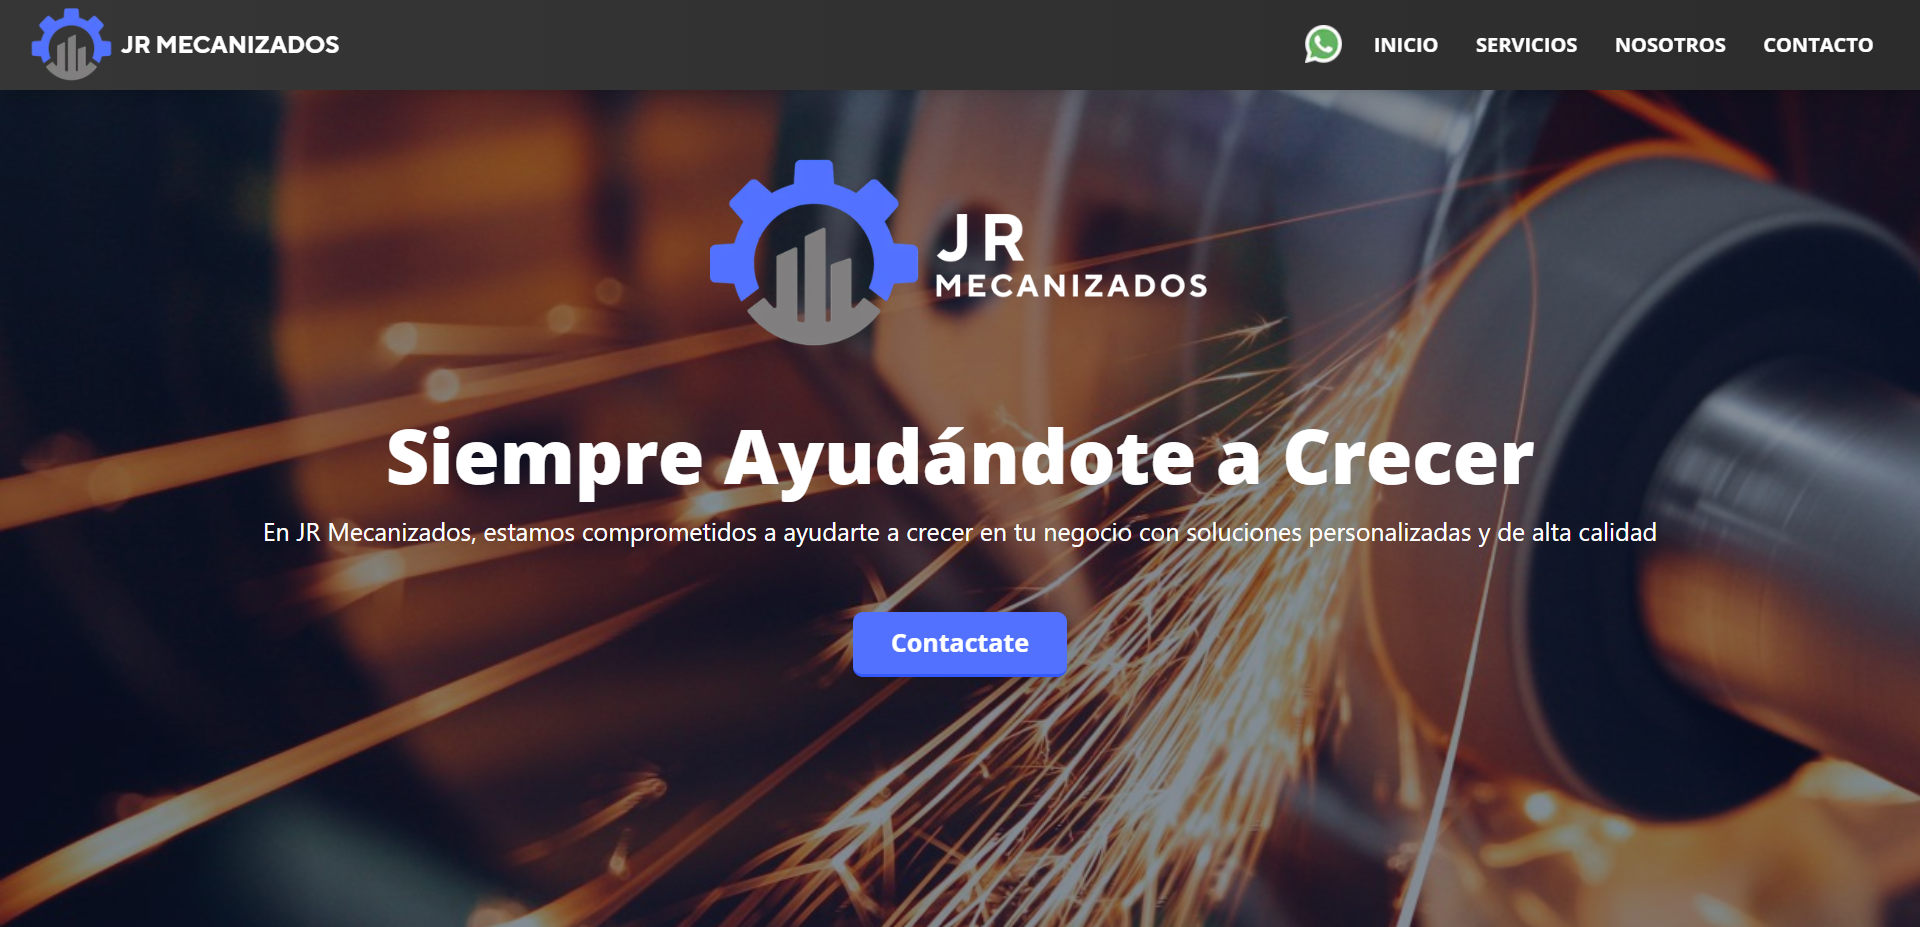 JR MECANIZADOS
INICIO
SERVICIOS
NOSOTROS
CONTACTO
JR
MECANIZADOS
Siempre Ayudándote a Crecer
En JR Mecanizados, estamos comprometidos a ayudarte a crecer en tu negocio con soluciones personalizadas y de alta calidad
Contactate